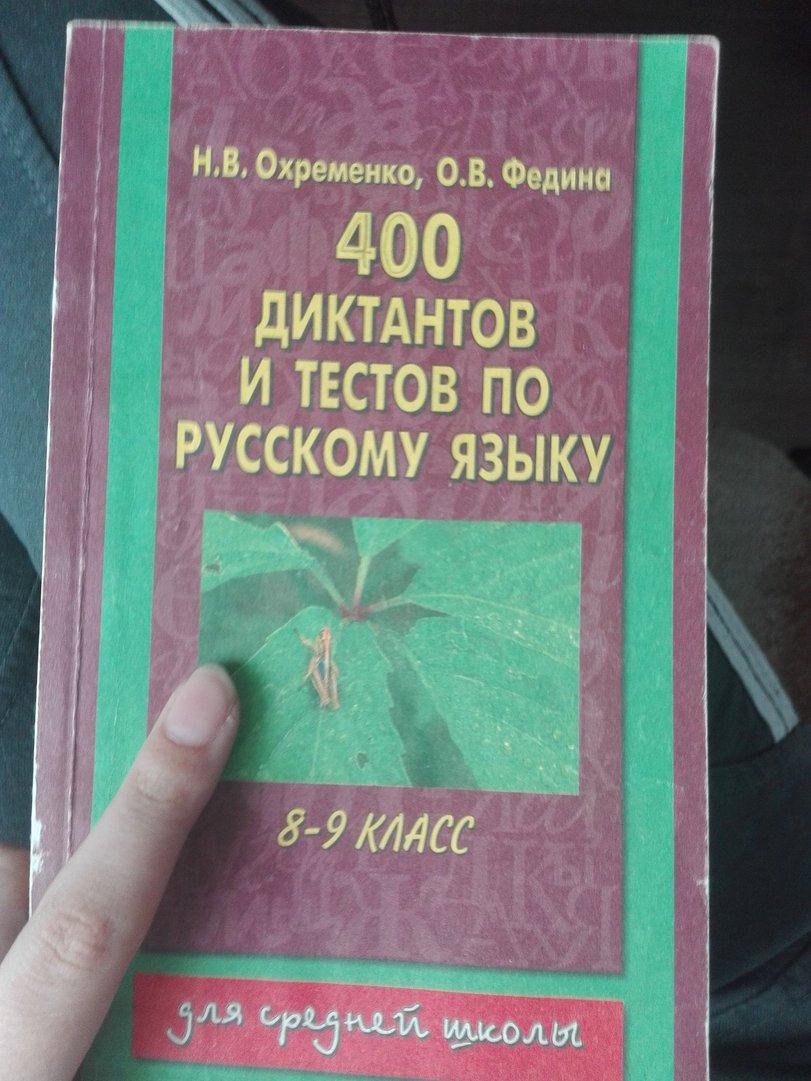 Н.В. Охременко, О.В. Федина
400
ДИКТАНТОВ
И ТЕСТОВ ПО
РУССКОМУ ЯЗЫКУ
8-9 КЛАСС
для средней школы